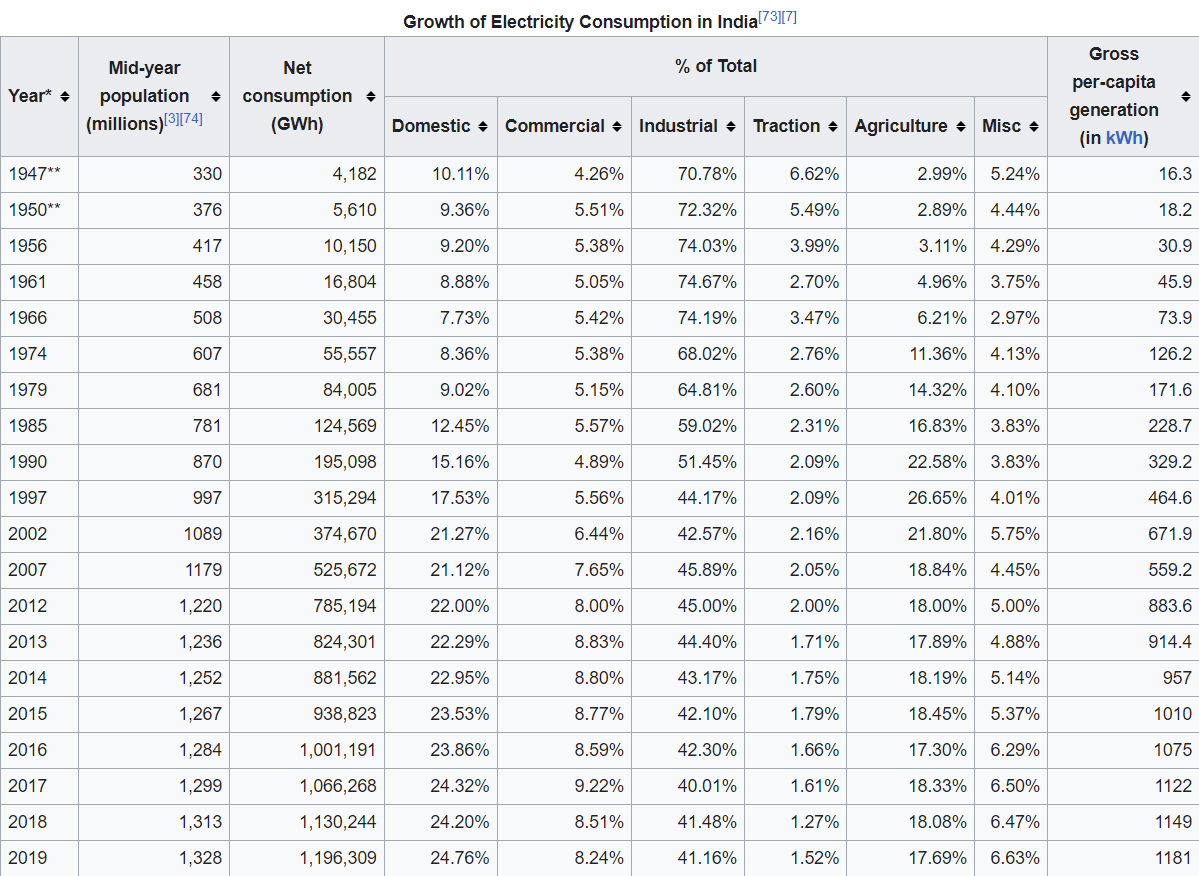 Growth of Electricity Consumption in India[73][7]
Year* Mid-year population (millions)[3][74] Net consumption (GWh) % of Total Gross per-capita generation (in kWh)
Domestic Commercial Industrial Traction Agriculture Misc
1947** 330 4,182 10.11% 4.26% 70.78% 6.62% 2.99% 5.24% 16.3
1950** 376 5,610 9.36% 5.51% 72.32% 5.49% 2.89% 4.44% 18.2
1956 417 10,150 9.20% 5.38% 74.03% 3.99% 3.11% 4.29% 30.9
1961 458 16,804 8.88% 5.05% 74.67% 2.70% 4.96% 3.75% 45.9
1966 508 30,455 7.73% 5.42% 74.19% 3.47% 6.21% 2.97% 73.9
1974 607 55,557 8.36% 5.38% 68.02% 2.76% 11.36% 4.13% 126.2
1979 681 84,005 9.02% 5.15% 64.81% 2.60% 14.32% 4.10% 171.6
1985 781 124,569 12.45% 5.57% 59.02% 2.31% 16.83% 3.83% 228.7
1990 870 195,098 15.16% 4.89% 51.45% 2.09% 22.58% 3.83% 329.2
1997 997 315,294 17.53% 5.56% 44.17% 2.09% 26.65% 4.01% 464.6
2002 1089 374,670 21.27% 6.44% 42.57% 2.16% 21.80% 5.75% 671.9
2007 1179 525,672 21.12% 7.65% 45.89% 2.05% 18.84% 4.45% 559.2
2012 1,220 785,194 22.00% 8.00% 45.00% 2.00% 18.00% 5.00% 883.6
2013 1,236 824,301 22.29% 8.83% 44.40% 1.71% 17.89% 4.88% 914.4
2014 1,252 881,562 22.95% 8.80% 43.17% 1.75% 18.19% 5.14% 957
2015 1,267 938,823 23.53% 8.77% 42.10% 1.79% 18.45% 5.37% 1010
2016 1,284 1,001,191 23.86% 8.59% 42.30% 1.66% 17.30% 6.29% 1075
2017 1,299 1,066,268 24.32% 9.22% 40.01% 1.61% 18.33% 6.50% 1122
2018 1,313 1,130,244 24.20% 8.51% 41.48% 1.27% 18.08% 6.47% 1149
2019 1,328 1,196,309 24.76% 8.24% 41.16% 1.52% 17.69% 6.63% 1181